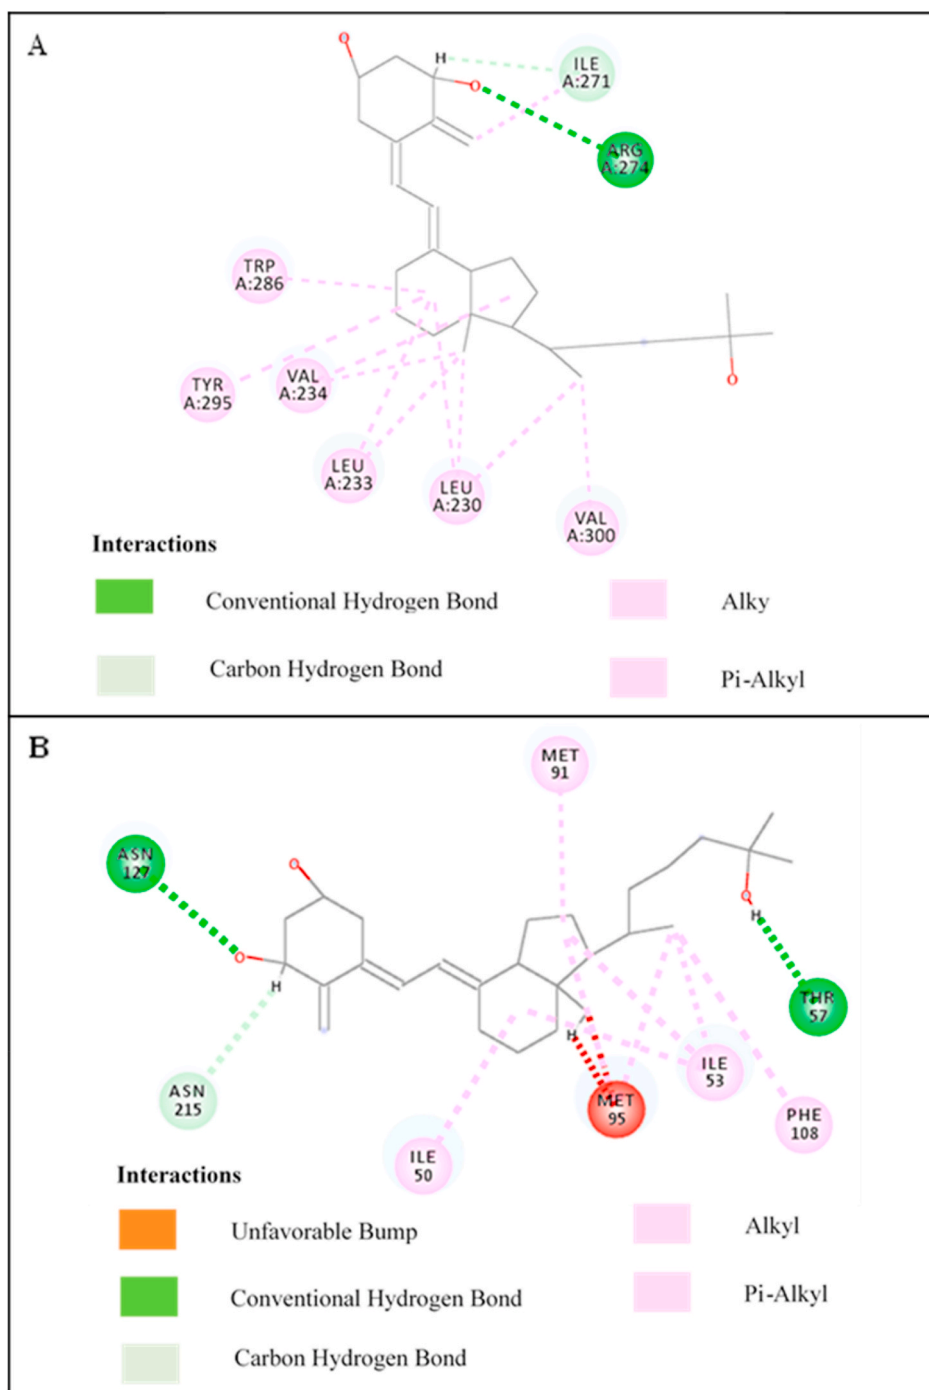 A
O
H
O
ILE
A:271
ARG
A:274
TRP
A:286
TYR
A:295
VAL
A:234
LEU
A:233
LEU
A:230
VAL
A:300
O
Interactions
Conventional Hydrogen Bond
Alky
Carbon Hydrogen Bond
Pi-Alkyl
B
MET
91
ASN
127
O
O
H
O
H
THR
57
ASN
215
H
MET
95
ILE
53
PHE
108
ILE
50
Interactions
Unfavorable Bump
Alkyl
Conventional Hydrogen Bond
Pi-Alkyl
Carbon Hydrogen Bond